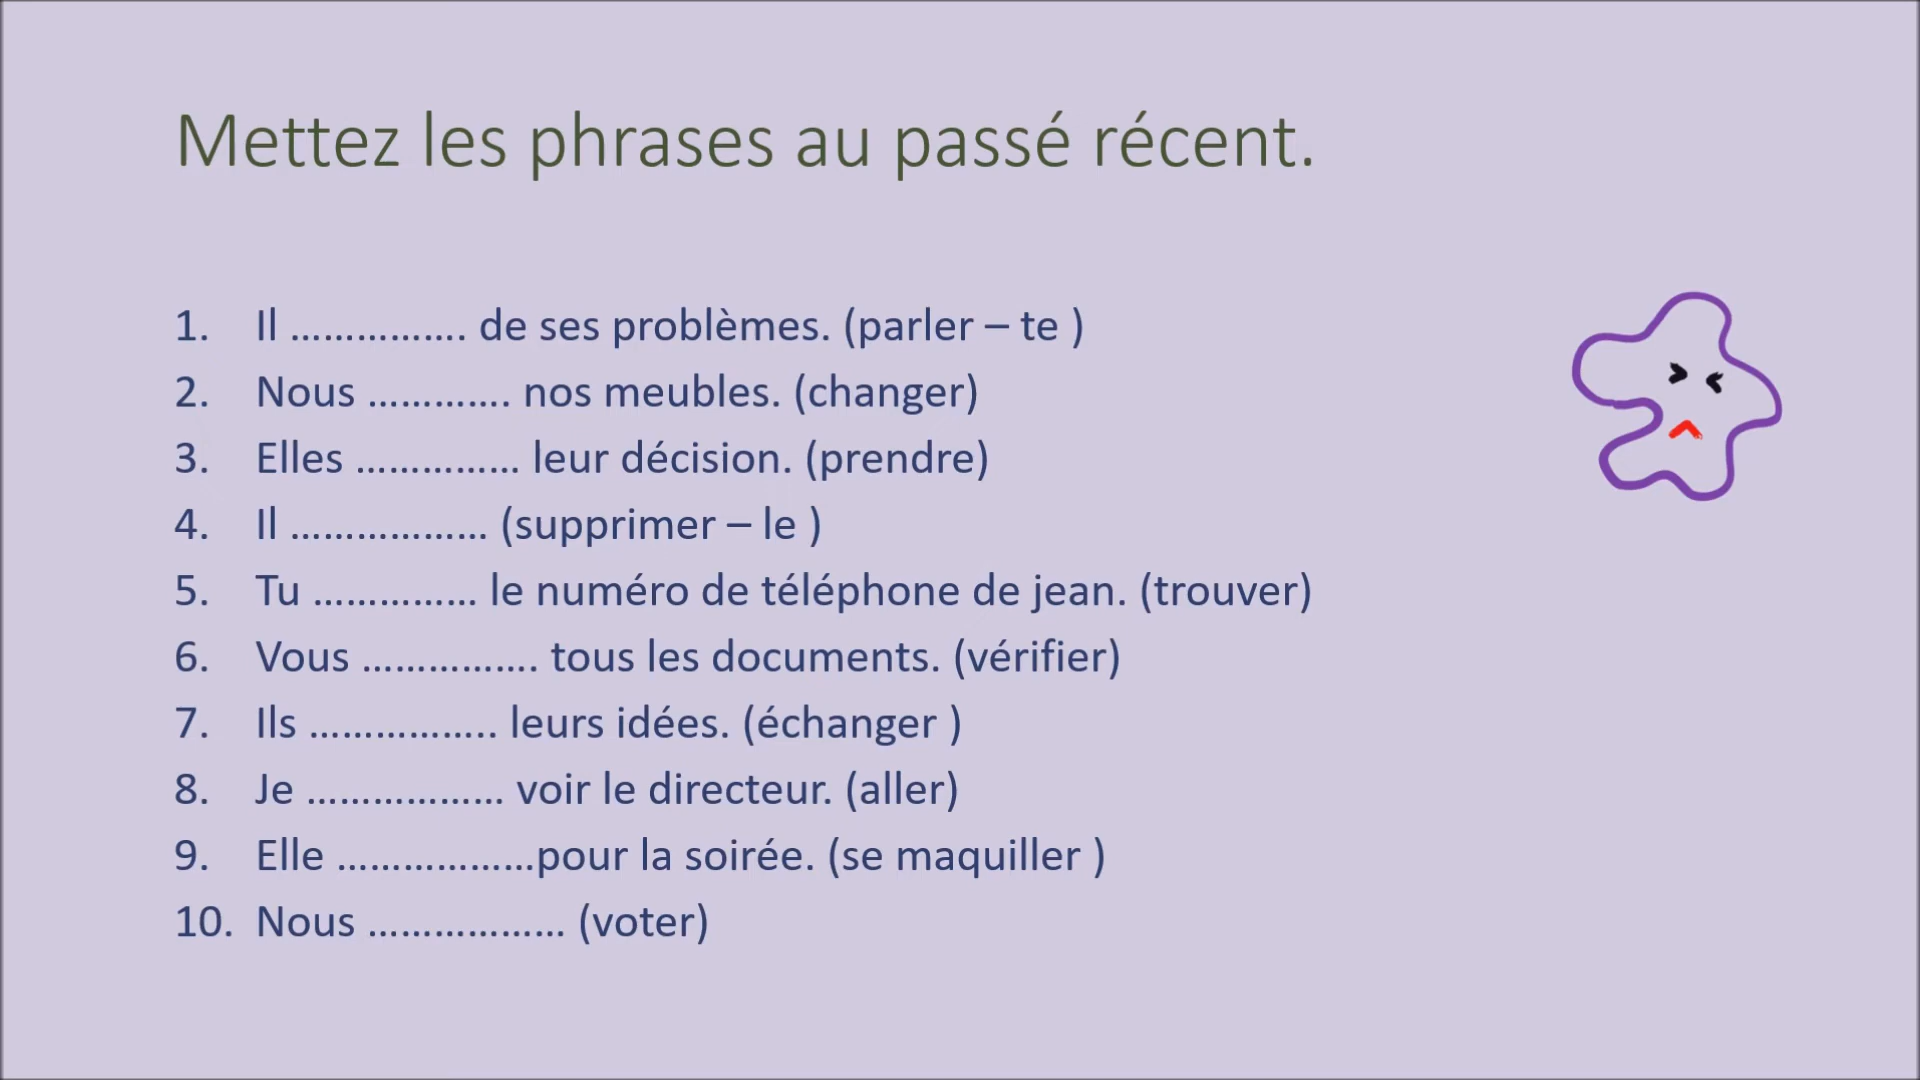 Mettez les phrases au passé récent.
1. Il ................ de ses problèmes. (parler – te )
2. Nous ............. nos meubles. (changer)
3. Elles ............... leur décision. (prendre)
4. Il .................. (supprimer – le )
5. Tu ............... le numéro de téléphone de jean. (trouver)
6. Vous ................ tous les documents. (vérifier)
7. Ils ................. leurs idées. (échanger )
8. Je .................. voir le directeur. (aller)
9. Elle ..................pour la soirée. (se maquiller )
10. Nous .................. (voter)